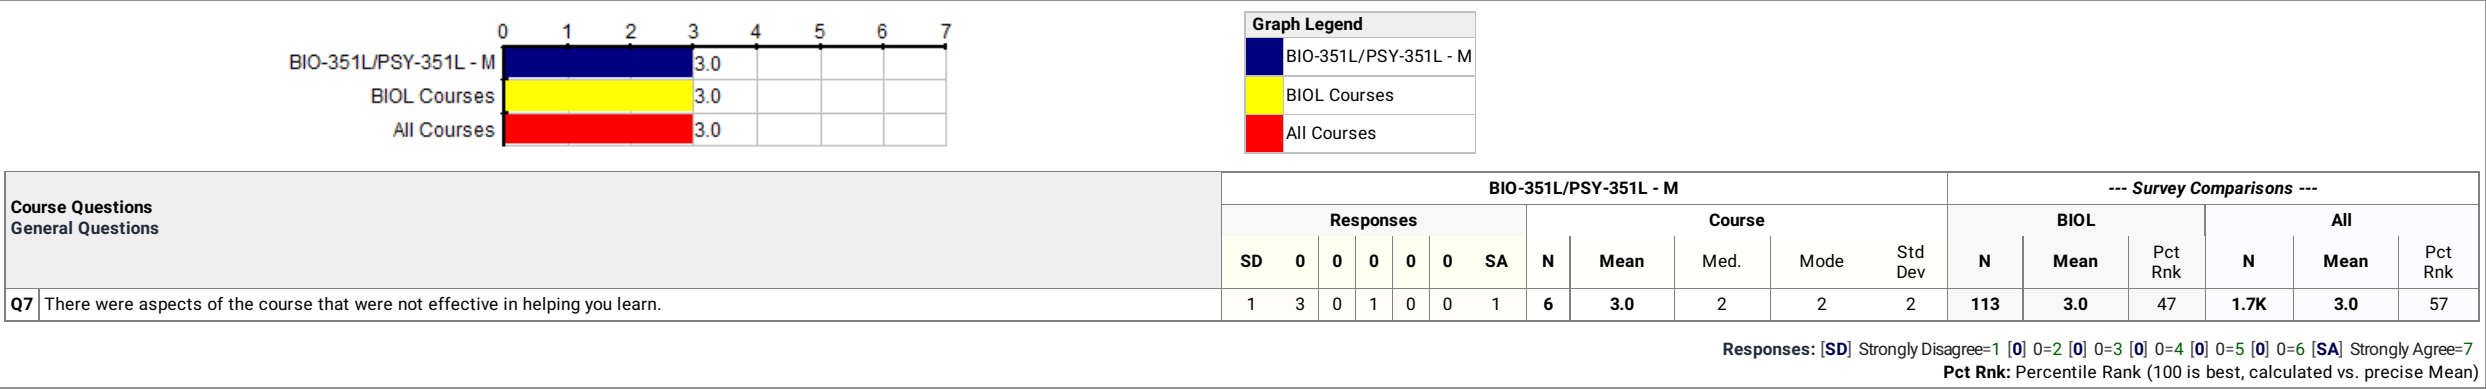 0 1 2 3 4 5 6 7
BIO-351L/PSY-351L - M 3.0
BIOL Courses 3.0
All Courses 3.0
Graph Legend
BIO-351L/PSY-351L - M
BIOL Courses
All Courses
Course Questions
General Questions
BIO-351L/PSY-351L - M --- Survey Comparisons ---
Responses Course BIOL All
SD 0 0 0 0 0 SA N Mean Med. Mode Std Dev N Mean Pct Rnk N Mean Pct Rnk
Q7 There were aspects of the course that were not effective in helping you learn. 1 3 0 1 0 0 1 6 3.0 2 2 2 113 3.0 47 1.7K 3.0 57
Responses: [SD] Strongly Disagree=1 [0] 0=2 [0] 0=3 [0] 0=4 [0] 0=5 [0] 0=6 [SA] Strongly Agree=7
Pct Rnk: Percentile Rank (100 is best, calculated vs. precise Mean)